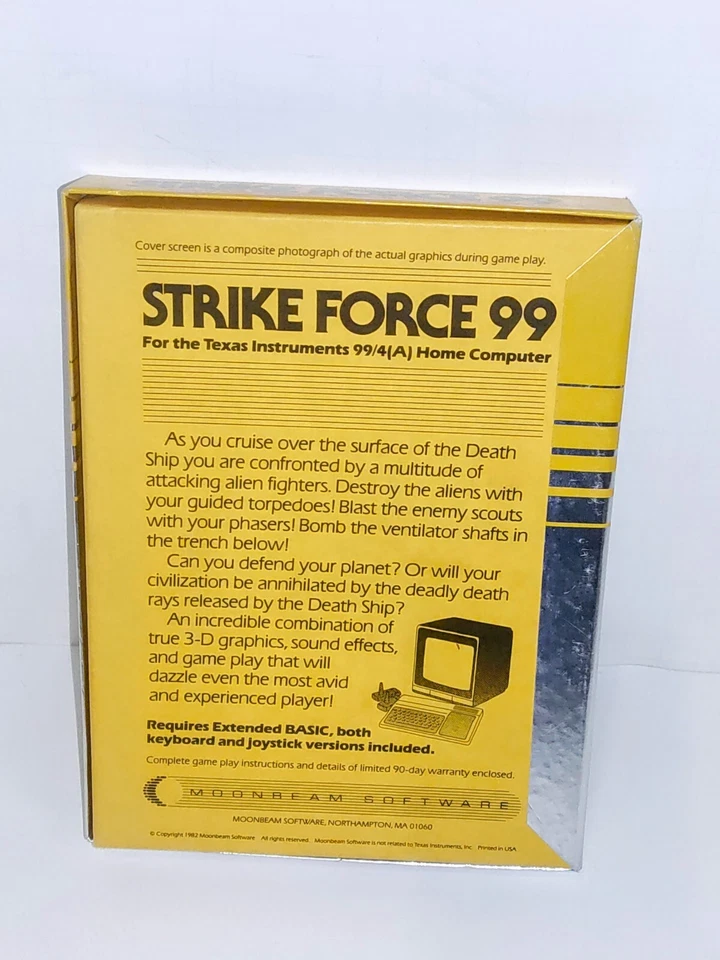 Cover screen is a composite photograph of the actual graphics during game play.
STRIKE FORCE 99
For the Texas Instruments 99/4(A) Home Computer
As you cruise over the surface of the Death
Ship you are confronted by a multitude of
attacking alien fighters. Destroy the aliens with
your guided torpedoes! Blast the enemy scouts
with your phasers! Bomb the ventilator shafts in
the trench below!
Can you defend your planet? Or will your
civilization be annihilated by the deadly death
rays released by the Death Ship?
An incredible combination of
true 3-D graphics, sound effects,
and game play that will
dazzle even the most avid
and experienced player!
Requires Extended BASIC, both
keyboard and joystick versions included.
Complete game play instructions and details of limited 90-day warranty enclosed.
MOONBEAM SOFTWARE
MOONBEAM SOFTWARE, NORTHAMPTON, MA 01060
© Copyright 1982 Moonbeam Software All rights reserved. Moonbeam Software is not related to Texas Instruments, Inc. Printed in USA